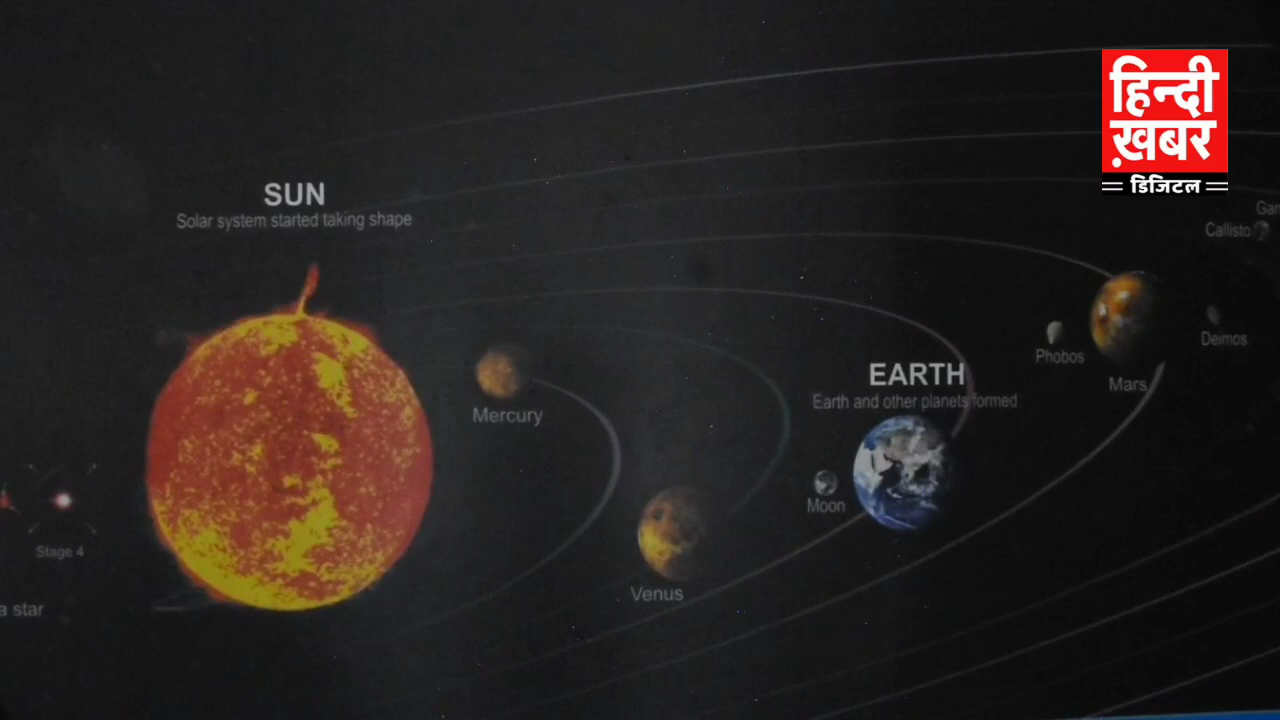 हिन्दी
ख़बर
डिजिटल
SUN
Solar system started taking shape
Callisto
Phobos
Deimos
EARTH
Earth and other planets formed
Mars
Mercury
Moon
Stage 4
Venus
a star